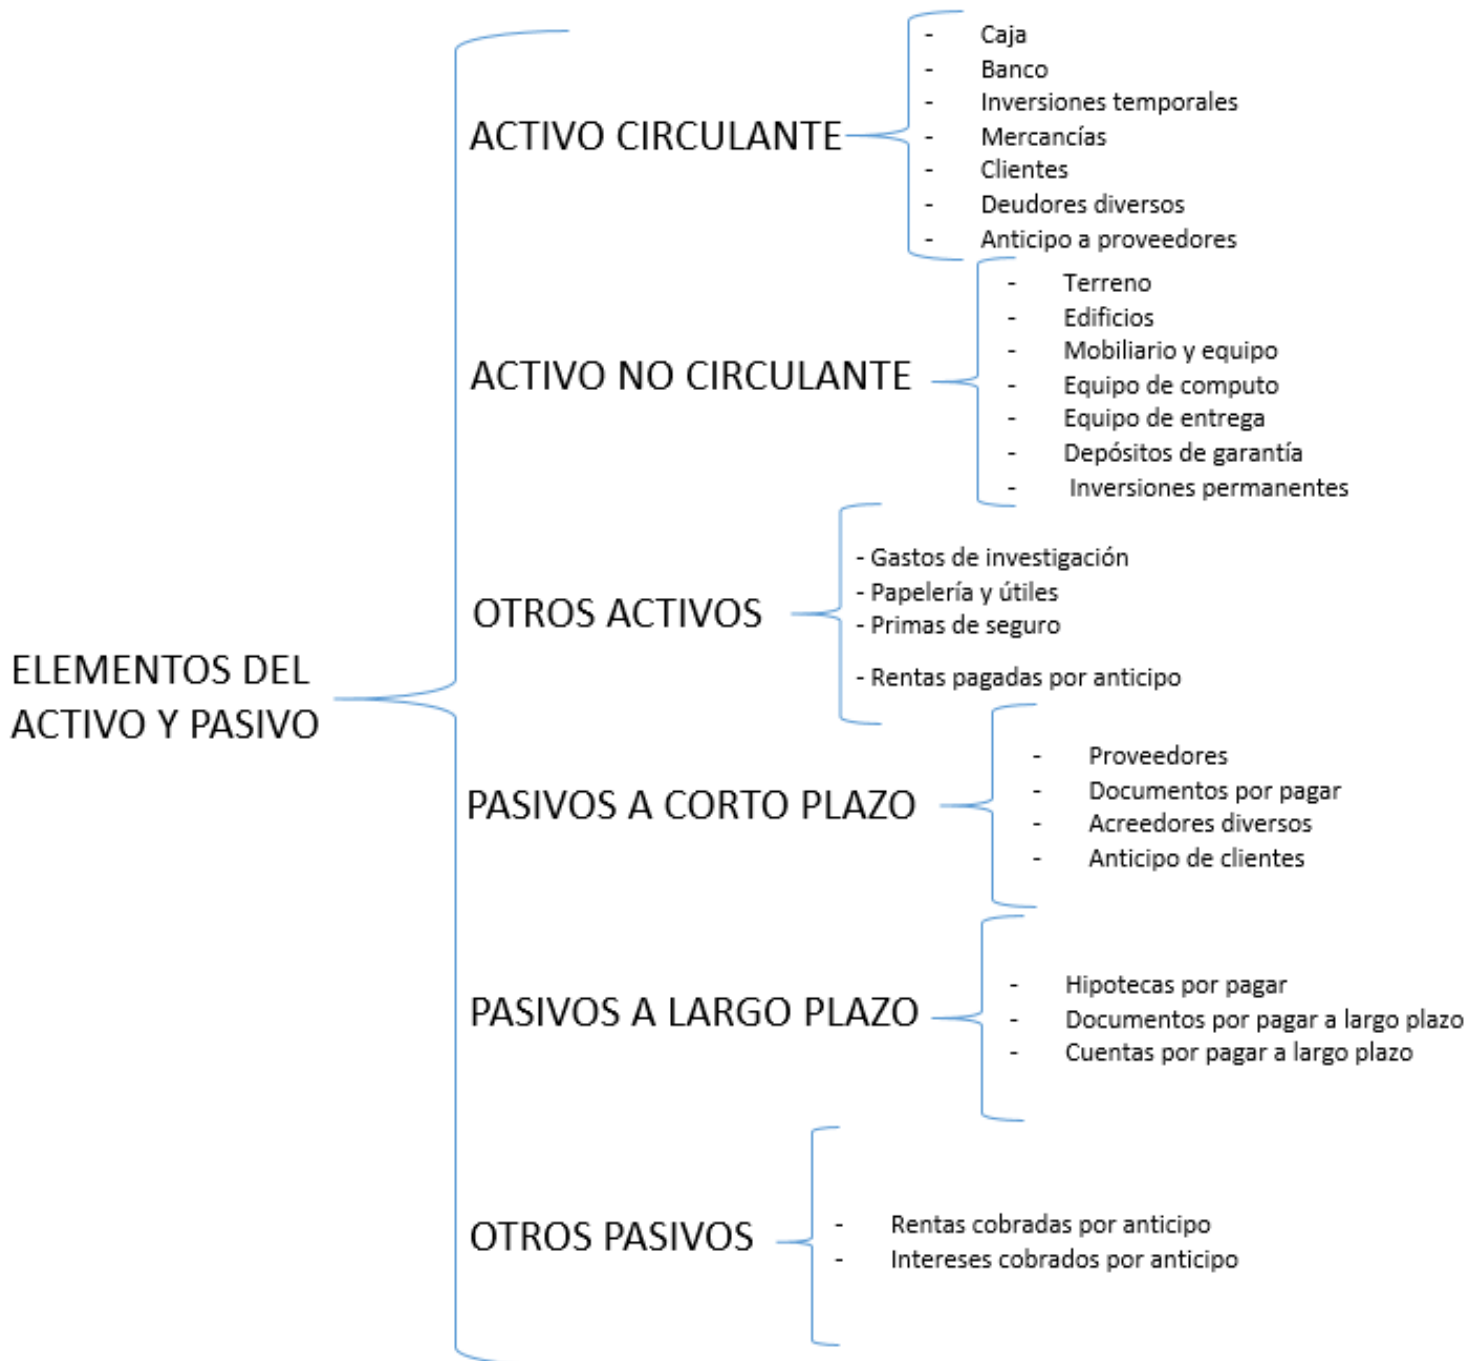 ELEMENTOS DEL
ACTIVO Y PASIVO
ACTIVO CIRCULANTE
- Caja
- Banco
- Inversiones temporales
- Mercancías
- Clientes
- Deudores diversos
- Anticipo a proveedores
ACTIVO NO CIRCULANTE
- Terreno
- Edificios
- Mobiliario y equipo
- Equipo de computo
- Equipo de entrega
- Depósitos de garantía
- Inversiones permanentes
OTROS ACTIVOS
- Gastos de investigación
- Papelería y útiles
- Primas de seguro
- Rentas pagadas por anticipo
PASIVOS A CORTO PLAZO
- Proveedores
- Documentos por pagar
- Acreedores diversos
- Anticipo de clientes
PASIVOS A LARGO PLAZO
- Hipotecas por pagar
- Documentos por pagar a largo plazo
- Cuentas por pagar a largo plazo
OTROS PASIVOS
- Rentas cobradas por anticipo
- Intereses cobrados por anticipo